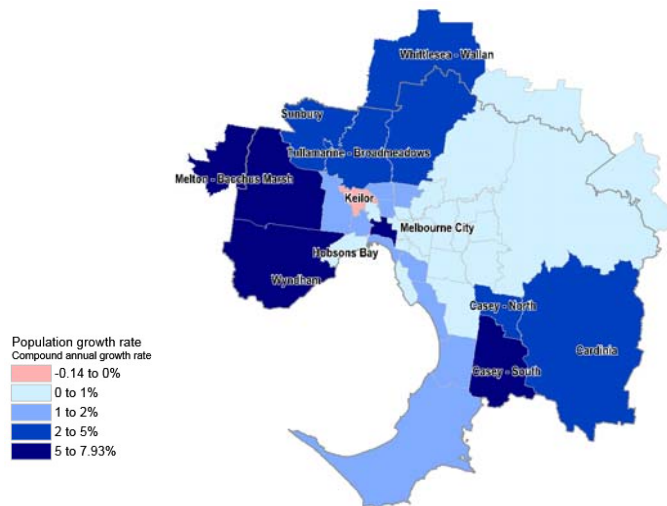 Whittlesea - Wallan
Sunbury
Tullamarine - Broadmeadows
Melton - Bacchus Marsh
Keilor
Melbourne City
Hobsons Bay
Wyndham
Casey - North
Cardinia
Casey - South
Population growth rate
Compound annual growth rate
-0.14 to 0%
0 to 1%
1 to 2%
2 to 5%
5 to 7.93%